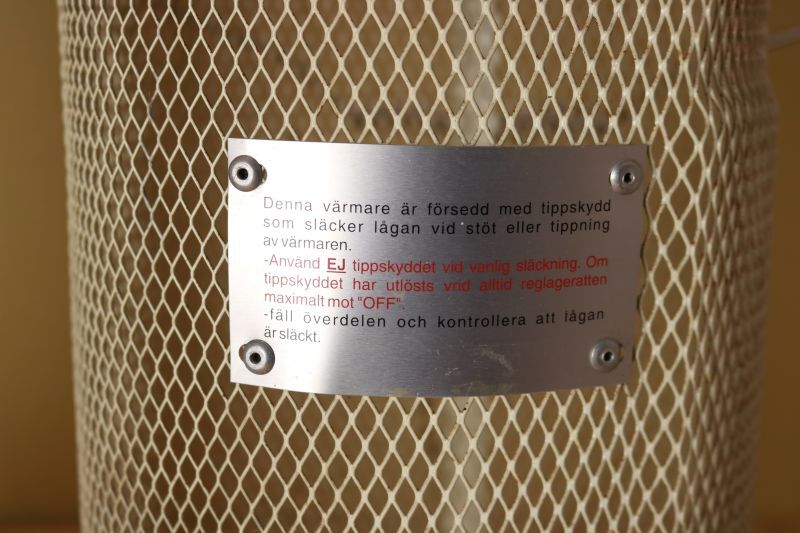 Denna värmare är försedd med tippskydd
som släcker lågan vid stöt eller tippning
av värmaren.
-Använd EJ tippskyddet vid vanlig släckning. Om
tippskyddet har utlösts vrid alltid reglageratten
maximalt mot "OFF".
-fäll överdelen och kontrollera att lågan
är släckt.